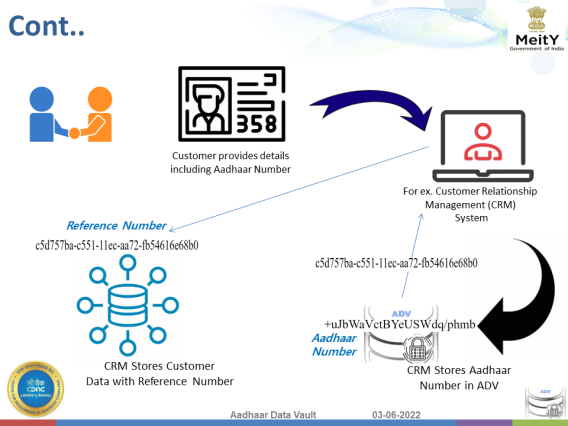 Cont..
MeitY
Government of India
358
Customer provides details
including Aadhaar Number
For ex. Customer Relationship
Management (CRM)
System
Reference Number
c5d757ba-c551-11ec-aa72-fb54616e68b0
c5d757ba-c551-11ec-aa72-fb54616e68b0
ADV
+uJbWaVctBYeUSWdq/phmb
Aadhaar
Number
CRM Stores Customer
Data with Reference Number
CRM Stores Aadhaar
Number in ADV
CDAC
ADV
Aadhaar Data Vault
03-06-2022